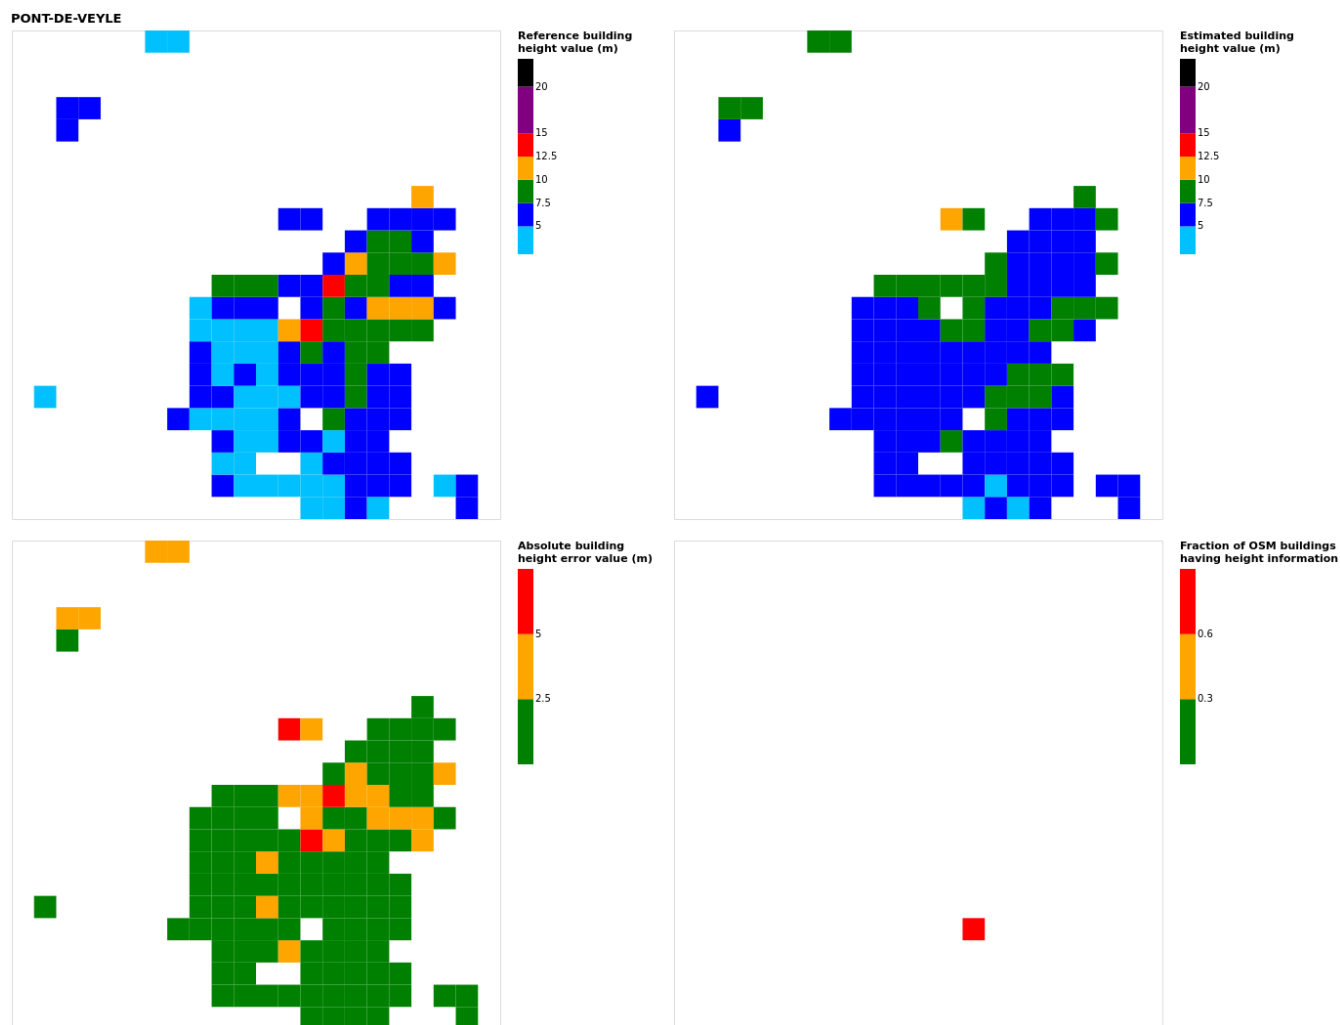 PONT-DE-VEYLE
Reference building
height value (m)
20
15
12.5
10
7.5
5
Estimated building
height value (m)
20
15
12.5
10
7.5
5
Absolute building
height error value (m)
5
2.5
Fraction of OSM buildings
having height information
0.6
0.3